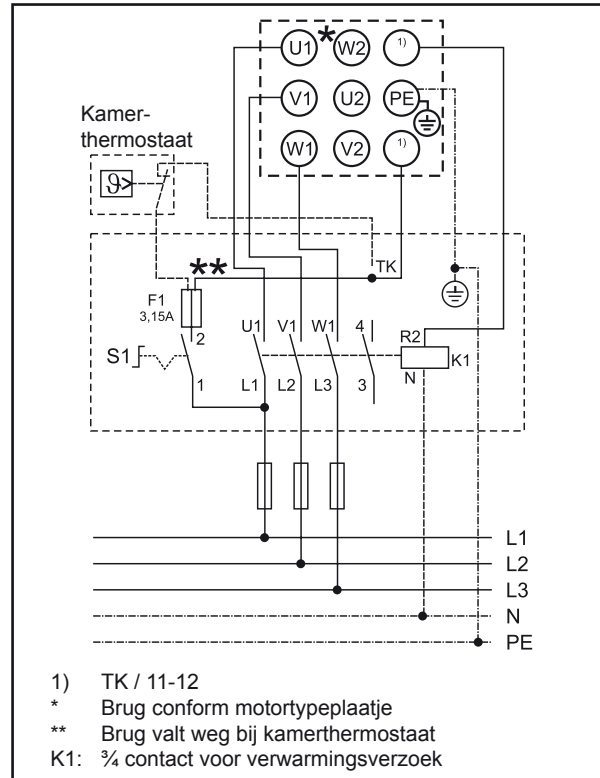 U1 * W2 1)
V1 U2 PE
W1 V2 1)
Kamer-
thermostaat
ϑ>
**
TK
F1
3,15A
2
U1 V1 W1 4
R2
K1
S1
1 L1 L2 L3 3
N
L1
L2
L3
N
PE
1) TK / 11-12
* Brug conform motortypeplaatje
** Brug valt weg bij kamerthermostaat
K1: ¾ contact voor verwarmingsverzoek